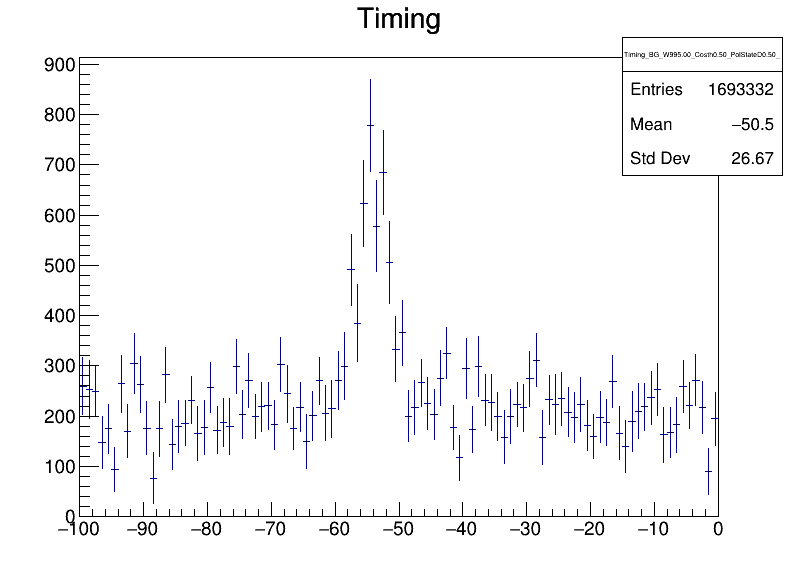 Timing
Timing_BG_W995.00_Costh0.50_PolStateD0.50_
Entries 1693332
Mean −50.5
Std Dev 26.67
900
800
700
600
500
400
300
200
100
0
−100 −90 −80 −70 −60 −50 −40 −30 −20 −10 0